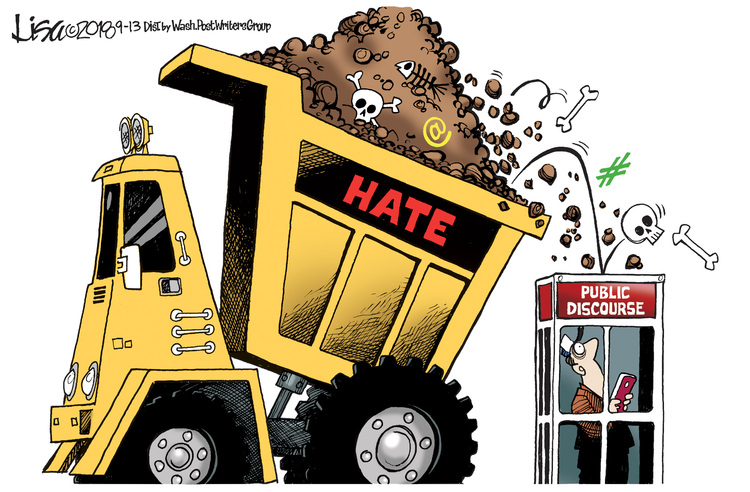 Lisa ©2018 9-13 Dist by Wash.Post Writers Group
@
HATE
#
PUBLIC
DISCOURSE